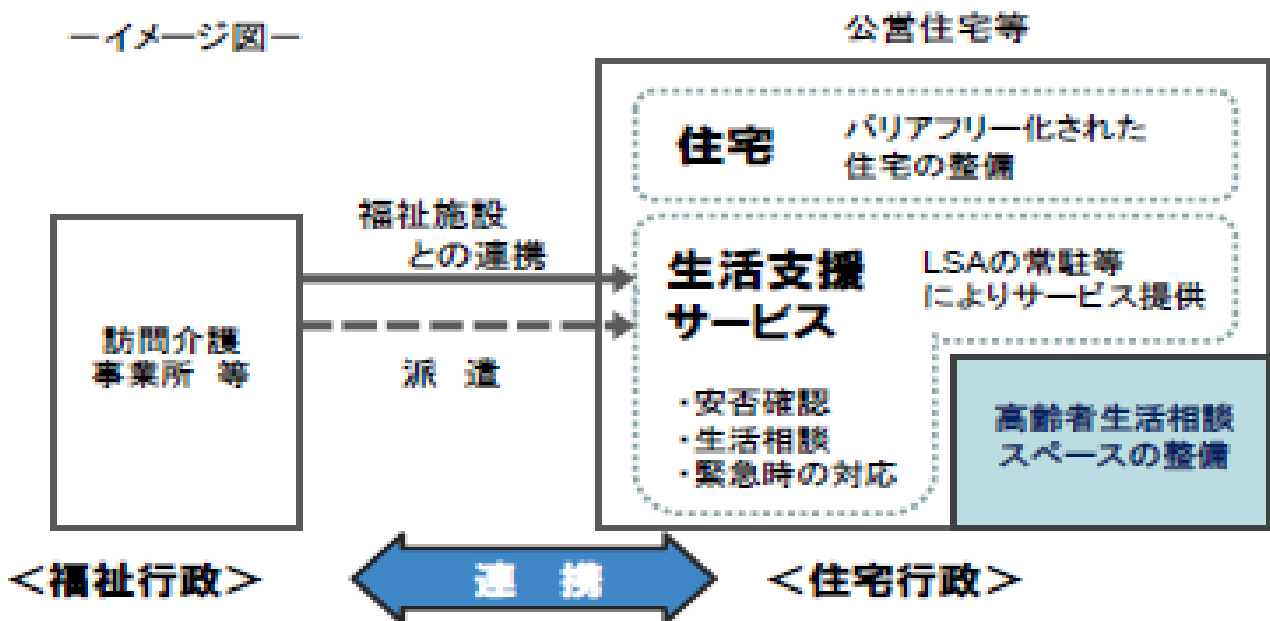 －イメージ図－
公営住宅等
住宅
バリアフリー化された
住宅の整備
福祉施設
との連携
生活支援
サービス
LSAの常駐等
によりサービス提供
訪問介護
事業所 等
派 遣
・安否確認
・生活相談
・緊急時の対応
高齢者生活相談
スペースの整備
＜福祉行政＞
連 携
＜住宅行政＞